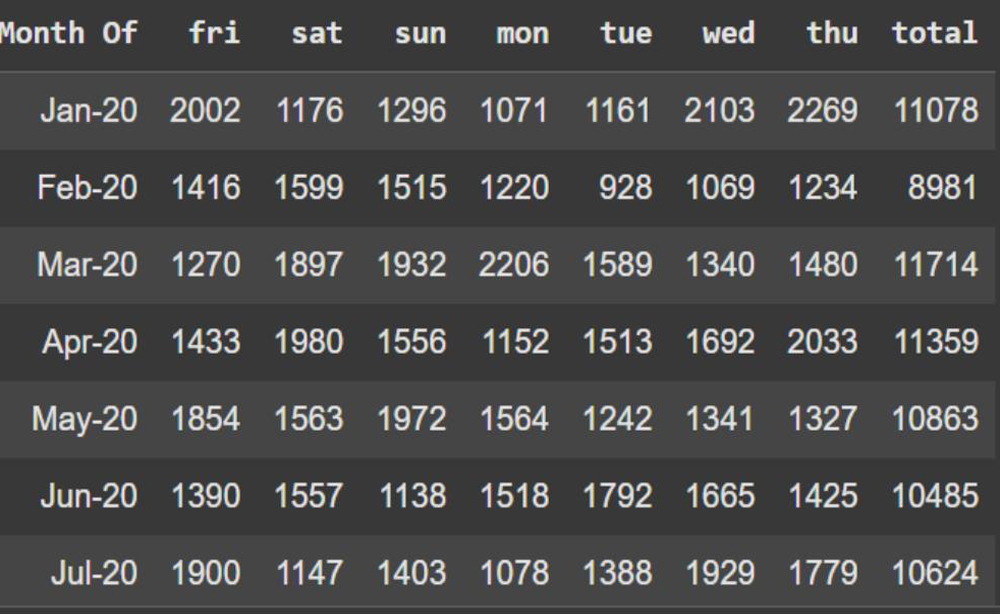 Month Of fri sat sun mon tue wed thu total
Jan-20 2002 1176 1296 1071 1161 2103 2269 11078
Feb-20 1416 1599 1515 1220 928 1069 1234 8981
Mar-20 1270 1897 1932 2206 1589 1340 1480 11714
Apr-20 1433 1980 1556 1152 1513 1692 2033 11359
May-20 1854 1563 1972 1564 1242 1341 1327 10863
Jun-20 1390 1557 1138 1518 1792 1665 1425 10485
Jul-20 1900 1147 1403 1078 1388 1929 1779 10624